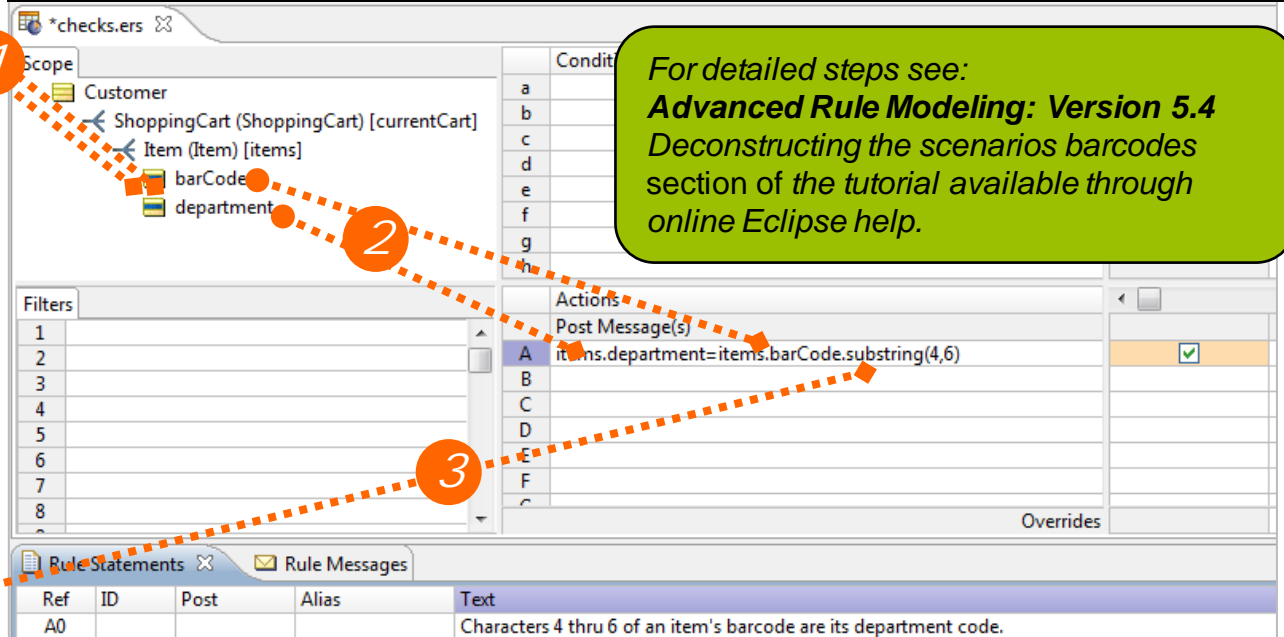 *checks.ers
1
Scope
Customer
ShoppingCart (ShoppingCart) [currentCart]
Item (Item) [items]
barCode
department
2
a
b
c
d
e
f
g
h
For detailed steps see:
Advanced Rule Modeling: Version 5.4
Deconstructing the scenarios barcodes
section of the tutorial available through
online Eclipse help.
Filters
1
2
3
4
5
6
7
8
Actions
Post Message(s)
A items.department=items.barCode.substring(4,6)
B
C
D
E
F
3
Overrides
Rule Statements Rule Messages
Ref ID Post Alias Text
A0 Characters 4 thru 6 of an item's barcode are its department code.